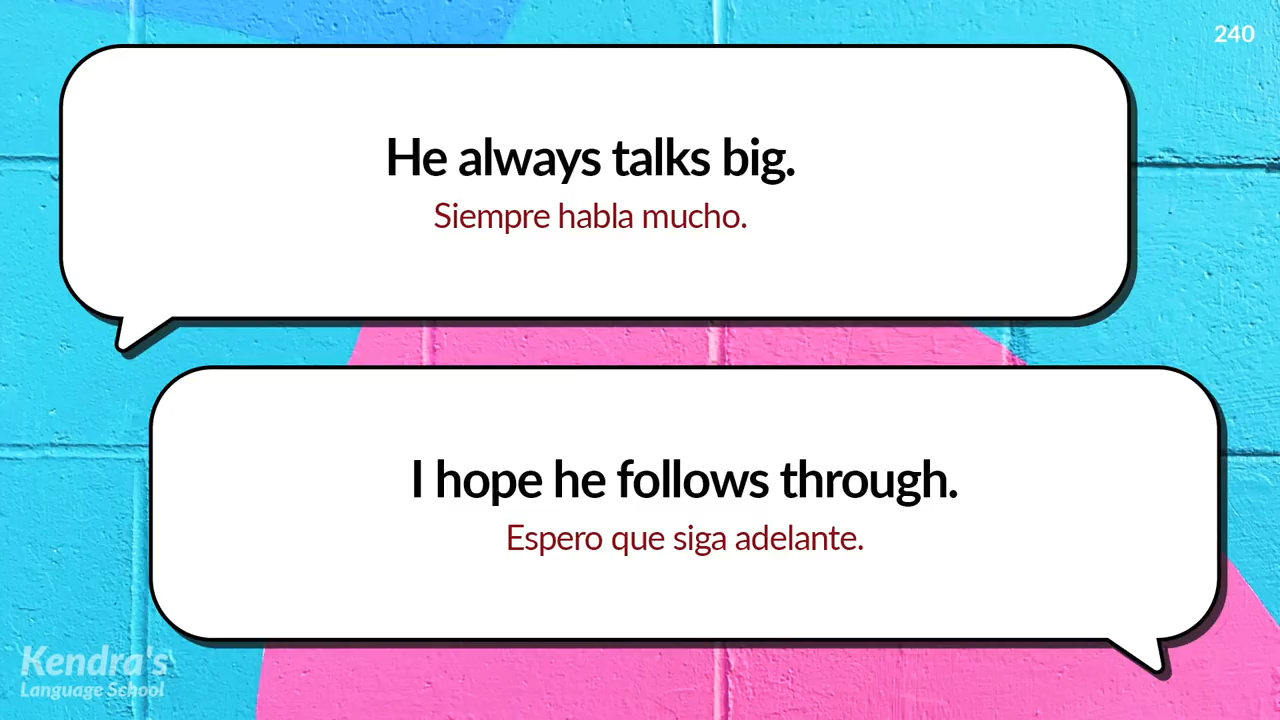 240
He always talks big.
Siempre habla mucho.
I hope he follows through.
Espero que siga adelante.
Kendra's
Language School